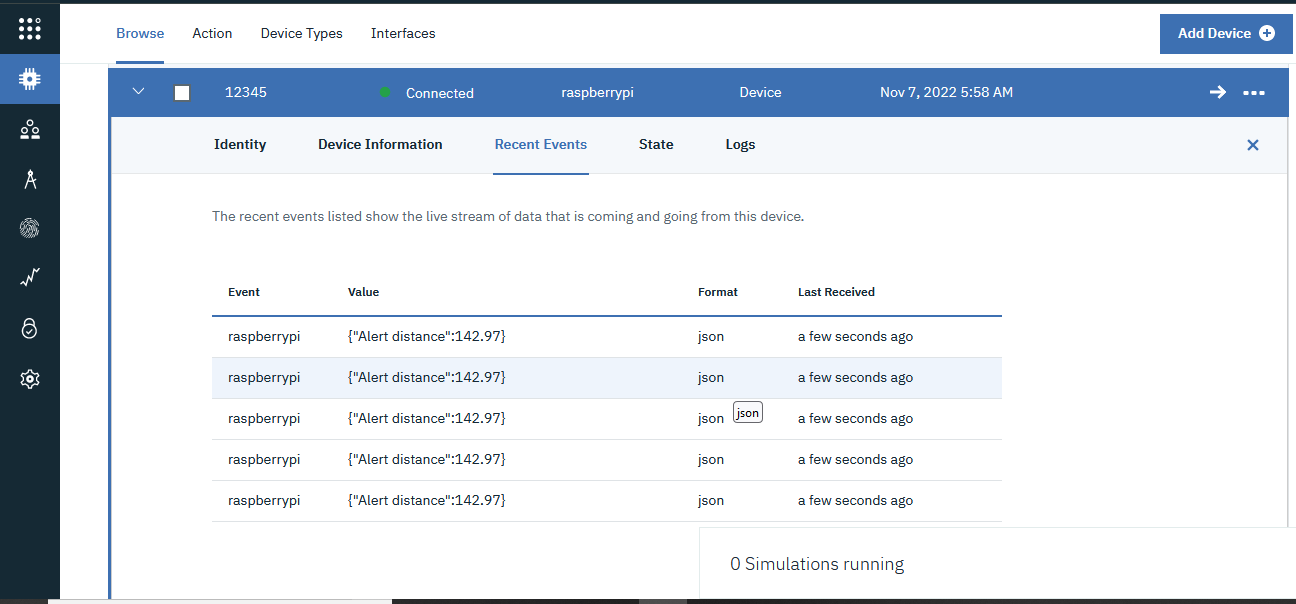 Browse Action Device Types Interfaces Add Device
12345 Connected raspberrypi Device Nov 7, 2022 5:58 AM
Identity Device Information Recent Events State Logs
The recent events listed show the live stream of data that is coming and going from this device.
Event Value Format Last Received
raspberrypi {"Alert distance":142.97} json a few seconds ago
raspberrypi {"Alert distance":142.97} json a few seconds ago
raspberrypi {"Alert distance":142.97} json json a few seconds ago
raspberrypi {"Alert distance":142.97} json a few seconds ago
raspberrypi {"Alert distance":142.97} json a few seconds ago
0 Simulations running